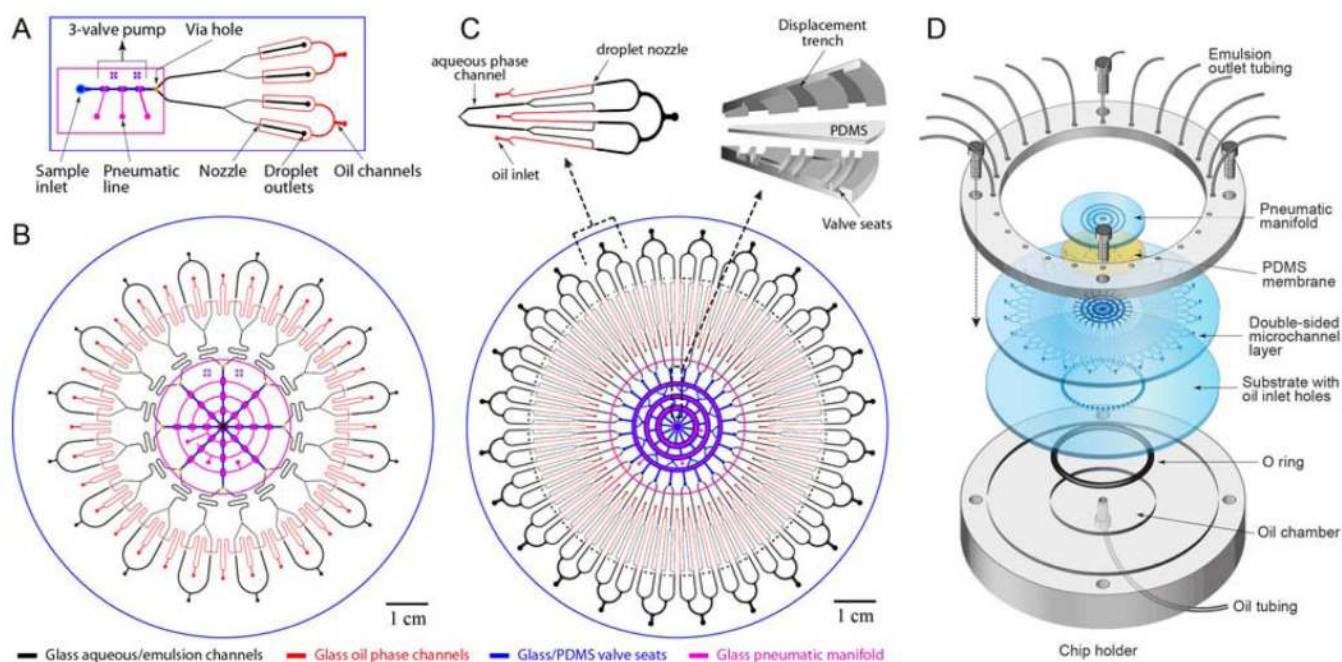 A
3-valve pump
Via hole
Sample
inlet
Pneumatic
line
Nozzle
Droplet
outlets
Oil channels
B
1 cm
C
aqueous phase
channel
droplet nozzle
oil inlet
Displacement
trench
PDMS
Valve seats
1 cm
Glass aqueous/emulsion channels
Glass oil phase channels
Glass/PDMS valve seats
Glass pneumatic manifold
D
Emulsion
outlet tubing
Pneumatic
manifold
PDMS
membrane
Double-sided
microchannel
layer
Substrate with
oil inlet holes
O ring
Oil chamber
Oil tubing
Chip holder